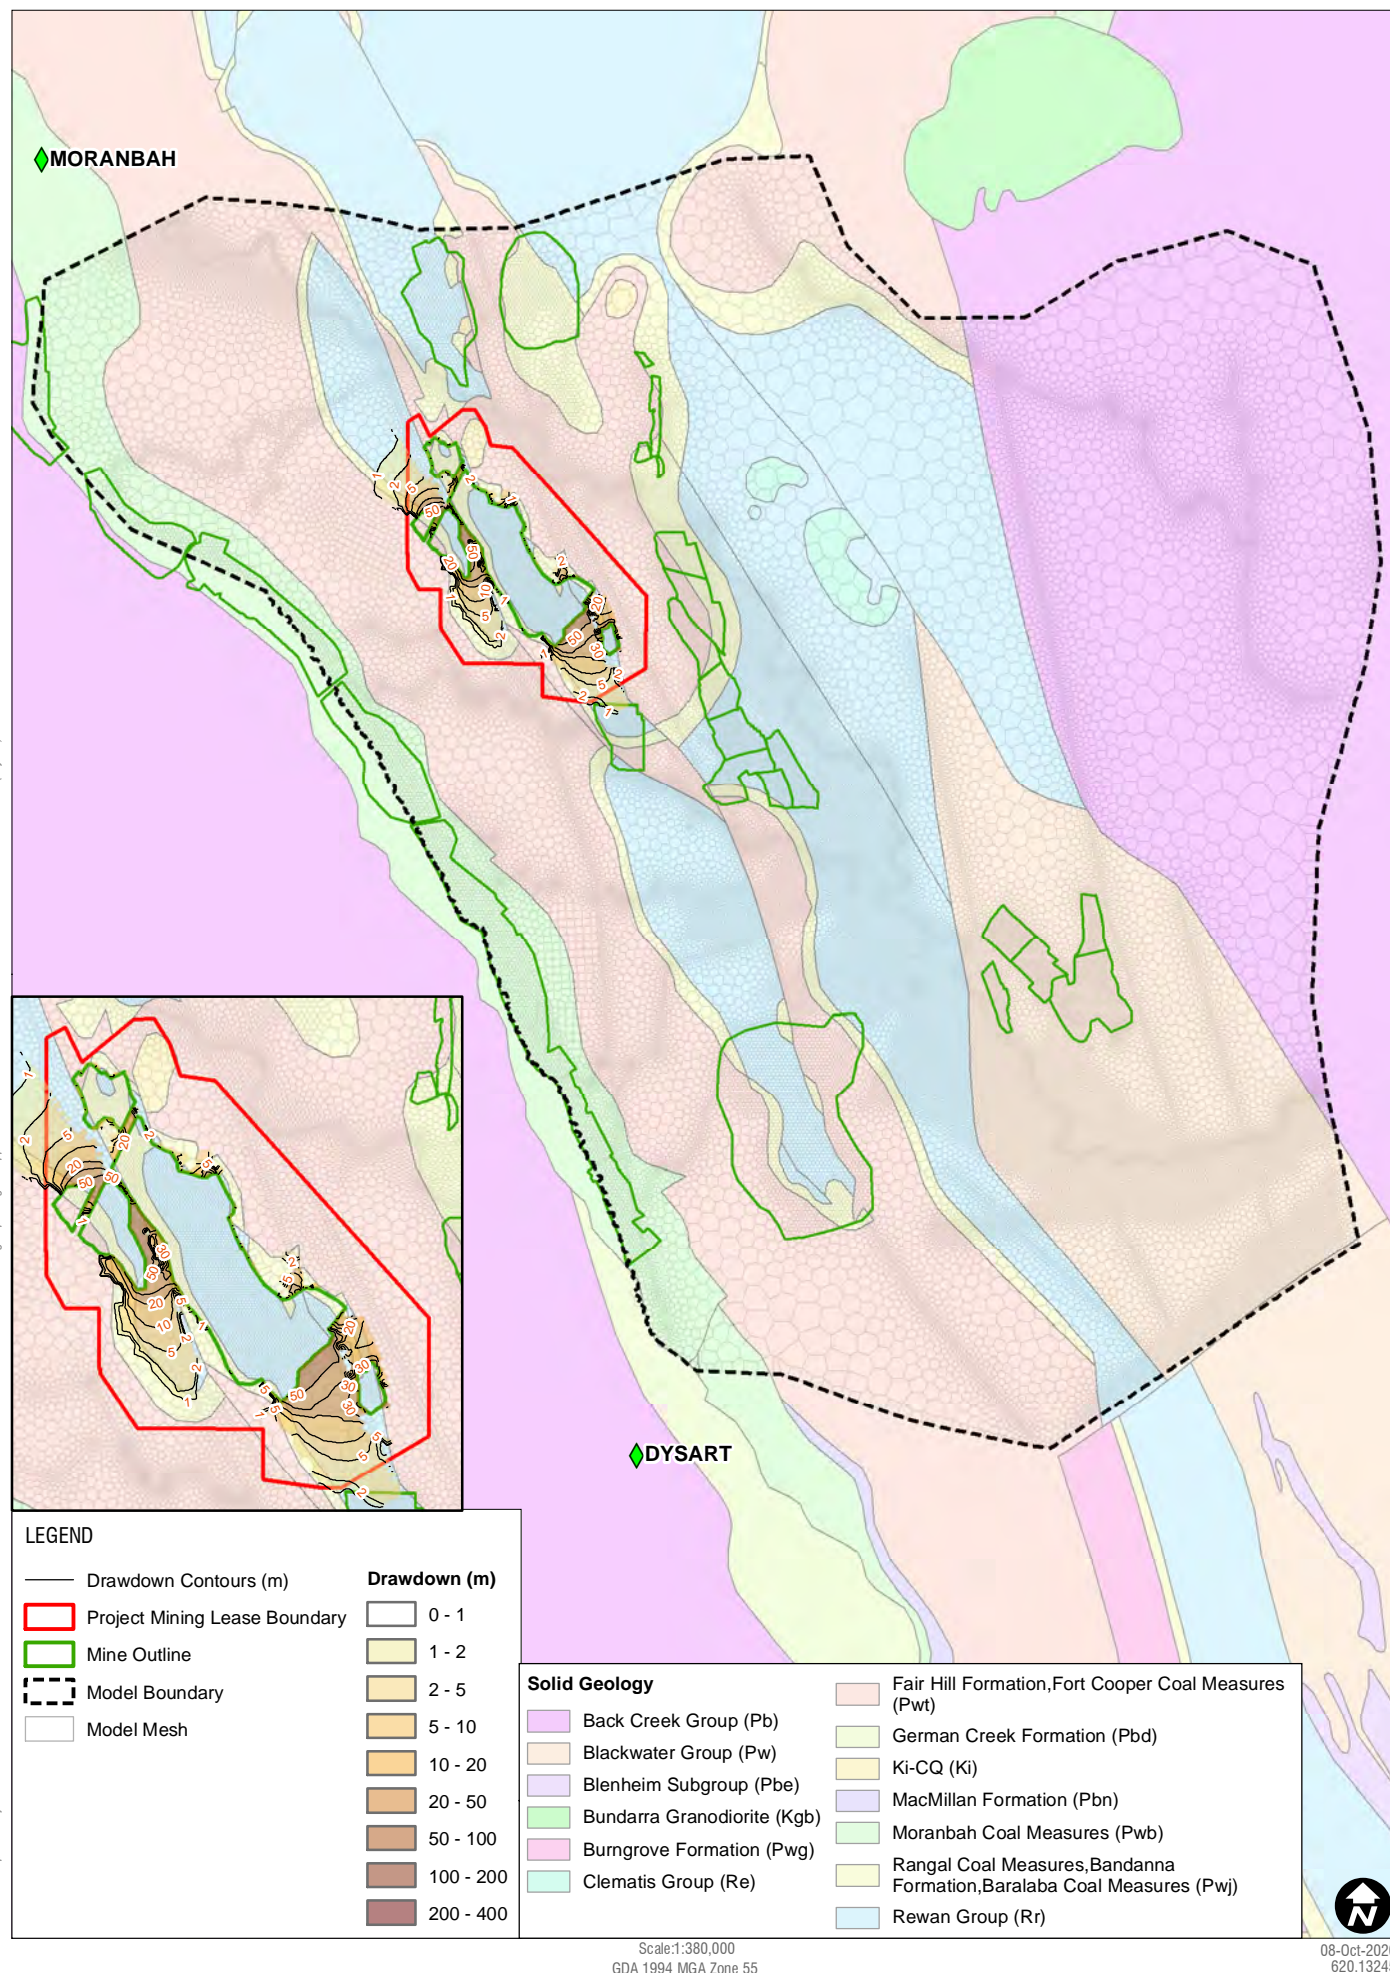 MORANBAH
DYSART
LEGEND
Drawdown Contours (m)
Project Mining Lease Boundary
Mine Outline
Model Boundary
Model Mesh
Drawdown (m)
0 - 1
1 - 2
2 - 5
5 - 10
10 - 20
20 - 50
50 - 100
100 - 200
200 - 400
Solid Geology
Back Creek Group (Pb)
Blackwater Group (Pw)
Blenheim Subgroup (Pbe)
Bundarra Granodiorite (Kgb)
Burngrove Formation (Pwg)
Clematis Group (Re)
Fair Hill Formation,Fort Cooper Coal Measures
(Pwt)
German Creek Formation (Pbd)
Ki-CQ (Ki)
MacMillan Formation (Pbn)
Moranbah Coal Measures (Pwb)
Rangal Coal Measures,Bandanna
Formation,Baralaba Coal Measures (Pwj)
Rewan Group (Rr)
N
Scale:1:380,000
GDA 1994 MGA Zone 55
08-Oct-2020
620.1324